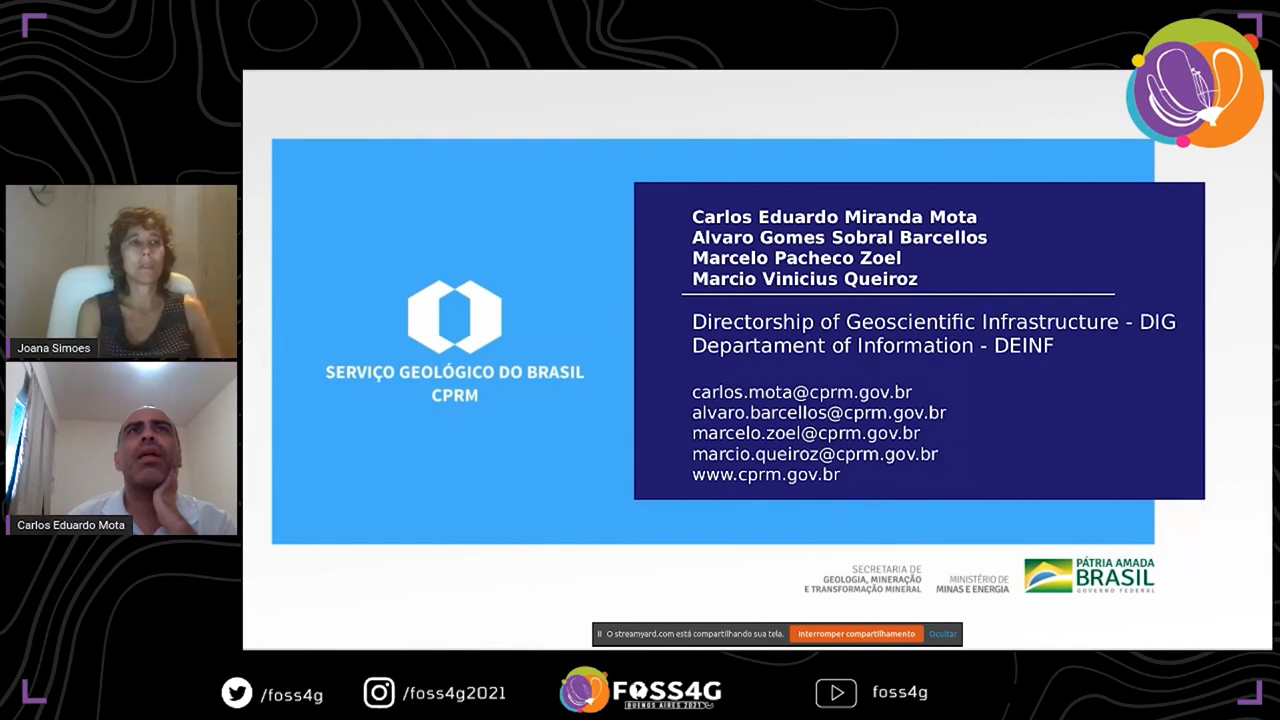 Carlos Eduardo Miranda Mota
Alvaro Gomes Sobral Barcellos
Marcelo Pacheco Zoel
Marcio Vinicius Queiroz
Directorship of Geoscientific Infrastructure - DIG
Departament of Information - DEINF
carlos.mota@cprm.gov.br
alvaro.barcellos@cprm.gov.br
marcelo.zoel@cprm.gov.br
marcio.queiroz@cprm.gov.br
www.cprm.gov.br
SERVIÇO GEOLÓGICO DO BRASIL
CPRM
Joana Simoes
Carlos Eduardo Mota
SECRETARIA DE
GEOLOGIA, MINERAÇÃO
E TRANSFORMAÇÃO MINERAL
MINISTÉRIO DE
MINAS E ENERGIA
PÁTRIA AMADA
BRASIL
GOVERNO FEDERAL
O streamyard.com está compartilhando sua tela. Interromper compartilhamento Ocultar
/foss4g
/foss4g2021
FOSS4G
BUENOS AIRES 2021
foss4g